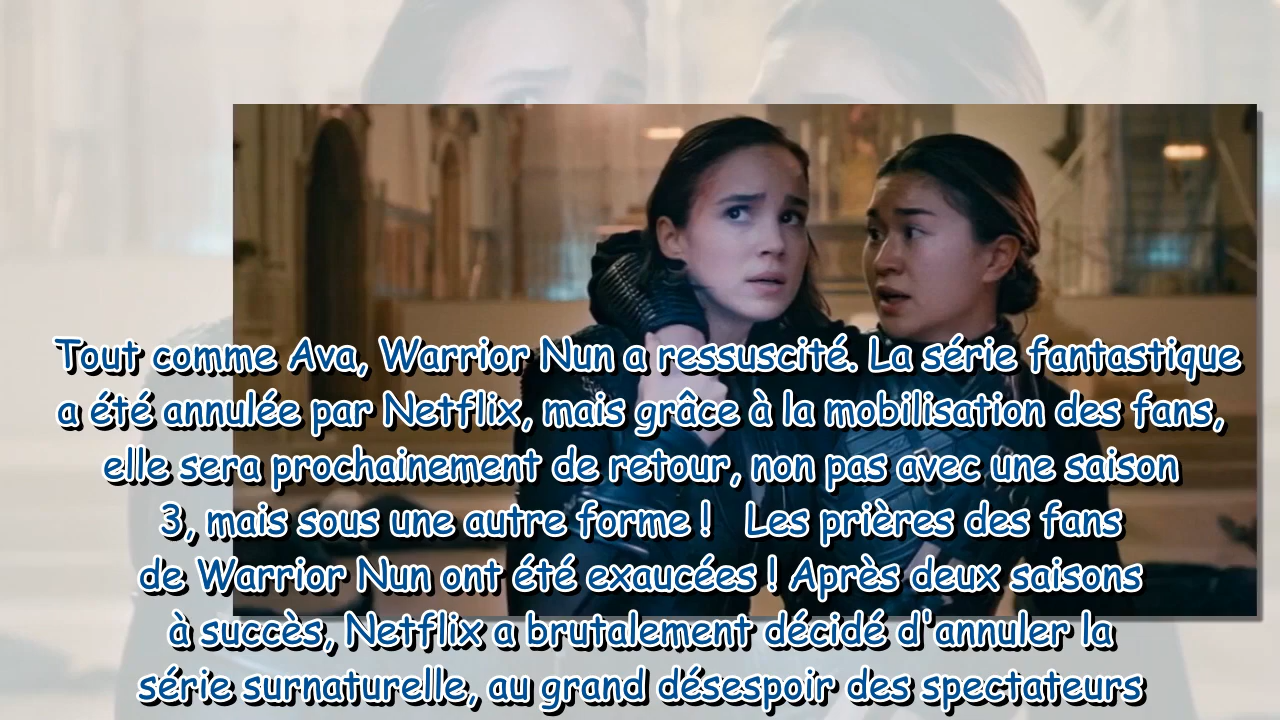 Tout comme Ava, Warrior Nun a ressuscité. La série fantastique
a été annulée par Netflix, mais grâce à la mobilisation des fans,
elle sera prochainement de retour, non pas avec une saison
3, mais sous une autre forme !   Les prières des fans
de Warrior Nun ont été exaucées ! Après deux saisons
à succès, Netflix a brutalement décidé d'annuler la
série surnaturelle, au grand désespoir des spectateurs